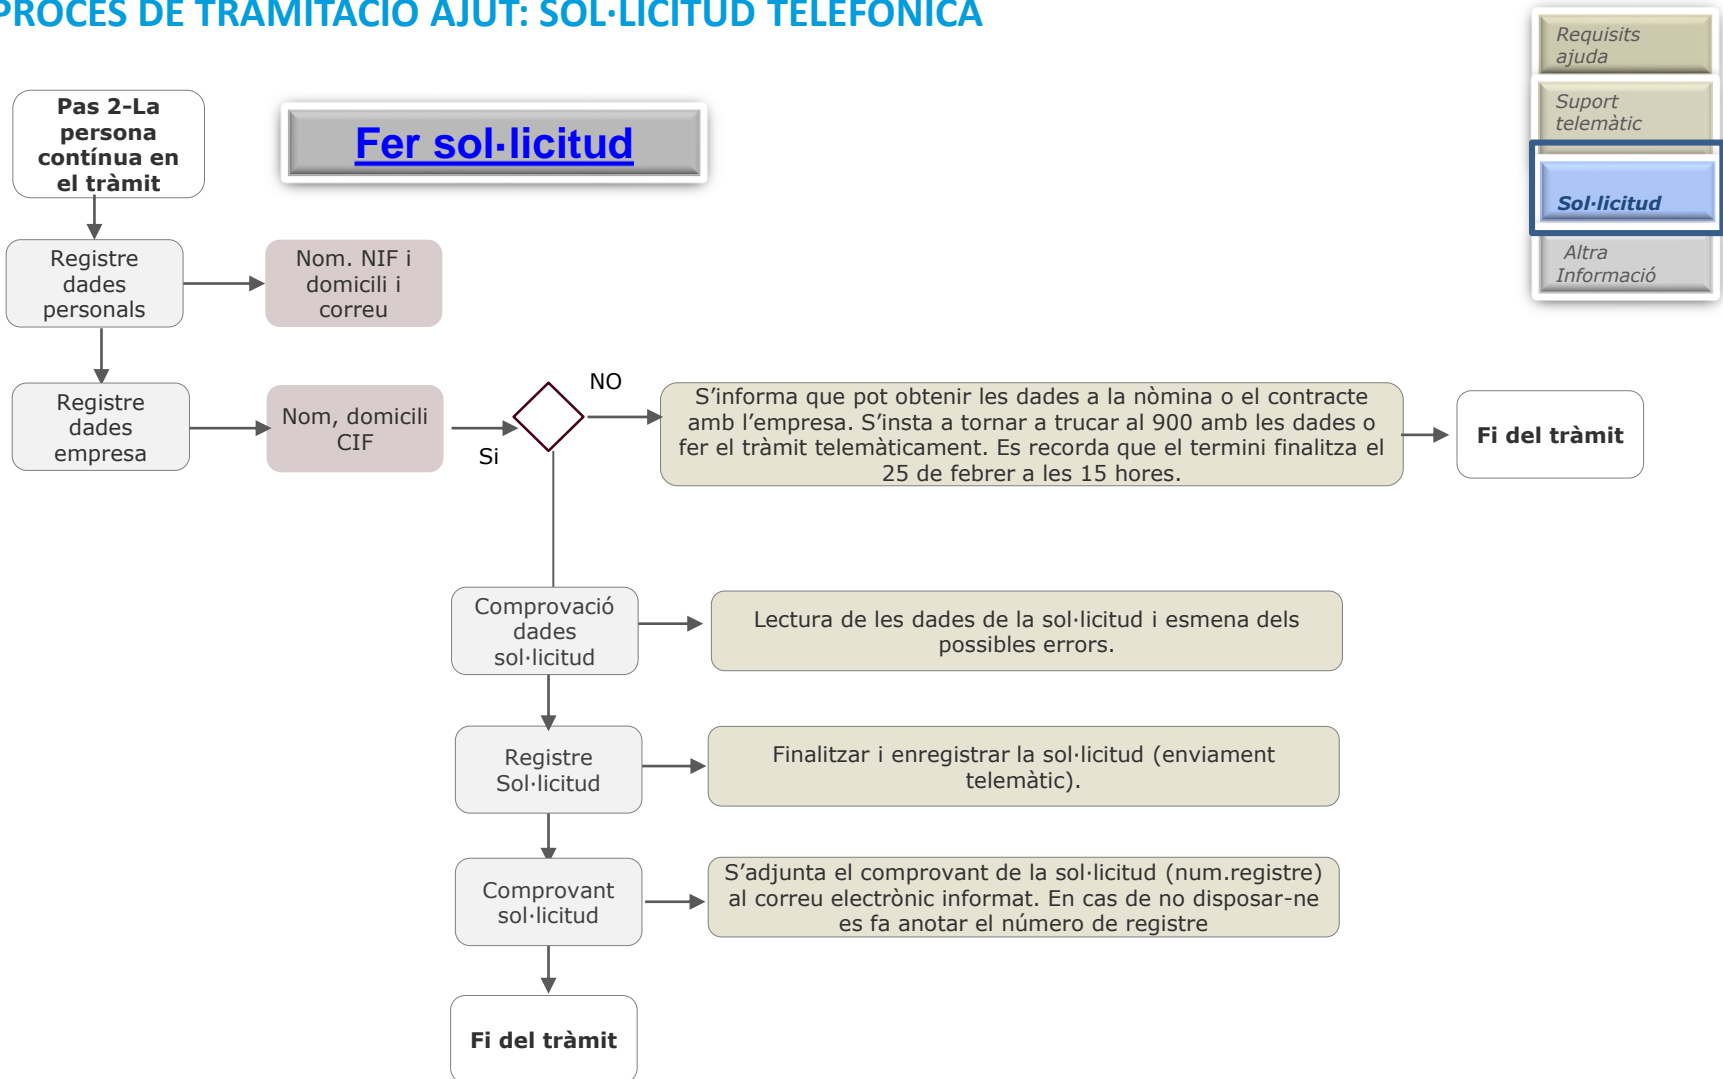 PROCÉS DE TRAMITACIÓ AJUT: SOL·LICITUD TELEFÒNICA
Requisits
ajuda
Suport
telemàtic
Sol·licitud
Altra
Informació
Pas 2-La
persona
contínua en
el tràmit
Fer sol·licitud
Registre
dades
personals
Nom. NIF i
domicili i
correu
Registre
dades
empresa
Nom, domicili
CIF
Si
NO
S’informa que pot obtenir les dades a la nòmina o el contracte
amb l’empresa. S’insta a tornar a trucar al 900 amb les dades o
fer el tràmit telemàticament. Es recorda que el termini finalitza el
25 de febrer a les 15 hores.
Fi del tràmit
Comprovació
dades
sol·licitud
Lectura de les dades de la sol·licitud i esmena dels
possibles errors.
Registre
Sol·licitud
Finalitzar i enregistrar la sol·licitud (enviament
telemàtic).
Comprovant
sol·licitud
S’adjunta el comprovant de la sol·licitud (num.registre)
al correu electrònic informat. En cas de no disposar-ne
es fa anotar el número de registre
Fi del tràmit